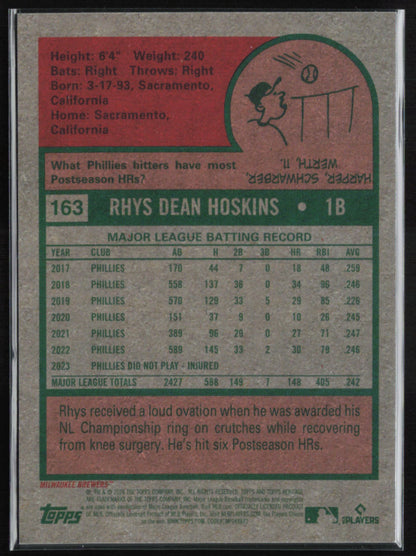 Height: 6'4" Weight: 240
Bats: Right Throws: Right
Born: 3-17-93, Sacramento,
California
Home: Sacramento,
California
What Phillies hitters have most
Postseason HRs?
HARPER, SCHWARBER,
WERTH, 11.
163 RHYS DEAN HOSKINS • 1B
MAJOR LEAGUE BATTING RECORD
YEAR CLUB AB H 2B 3B HR RBI AVG
2017 PHILLIES 170 44 7 0 18 48 .259
2018 PHILLIES 558 137 38 0 34 96 .246
2019 PHILLIES 570 129 33 5 29 85 .226
2020 PHILLIES 151 37 9 0 10 26 .245
2021 PHILLIES 389 96 29 0 27 71 .247
2022 PHILLIES 589 145 33 2 30 79 .246
2023 PHILLIES DID NOT PLAY - INJURED
MAJOR LEAGUE TOTALS 2427 588 149 7 148 405 .242
Rhys received a loud ovation when he was awarded his
NL Championship ring on crutches while recovering
from knee surgery. He's hit six Postseason HRs.
MILWAUKEE BREWERS™
topps
MLB
PLAYERS